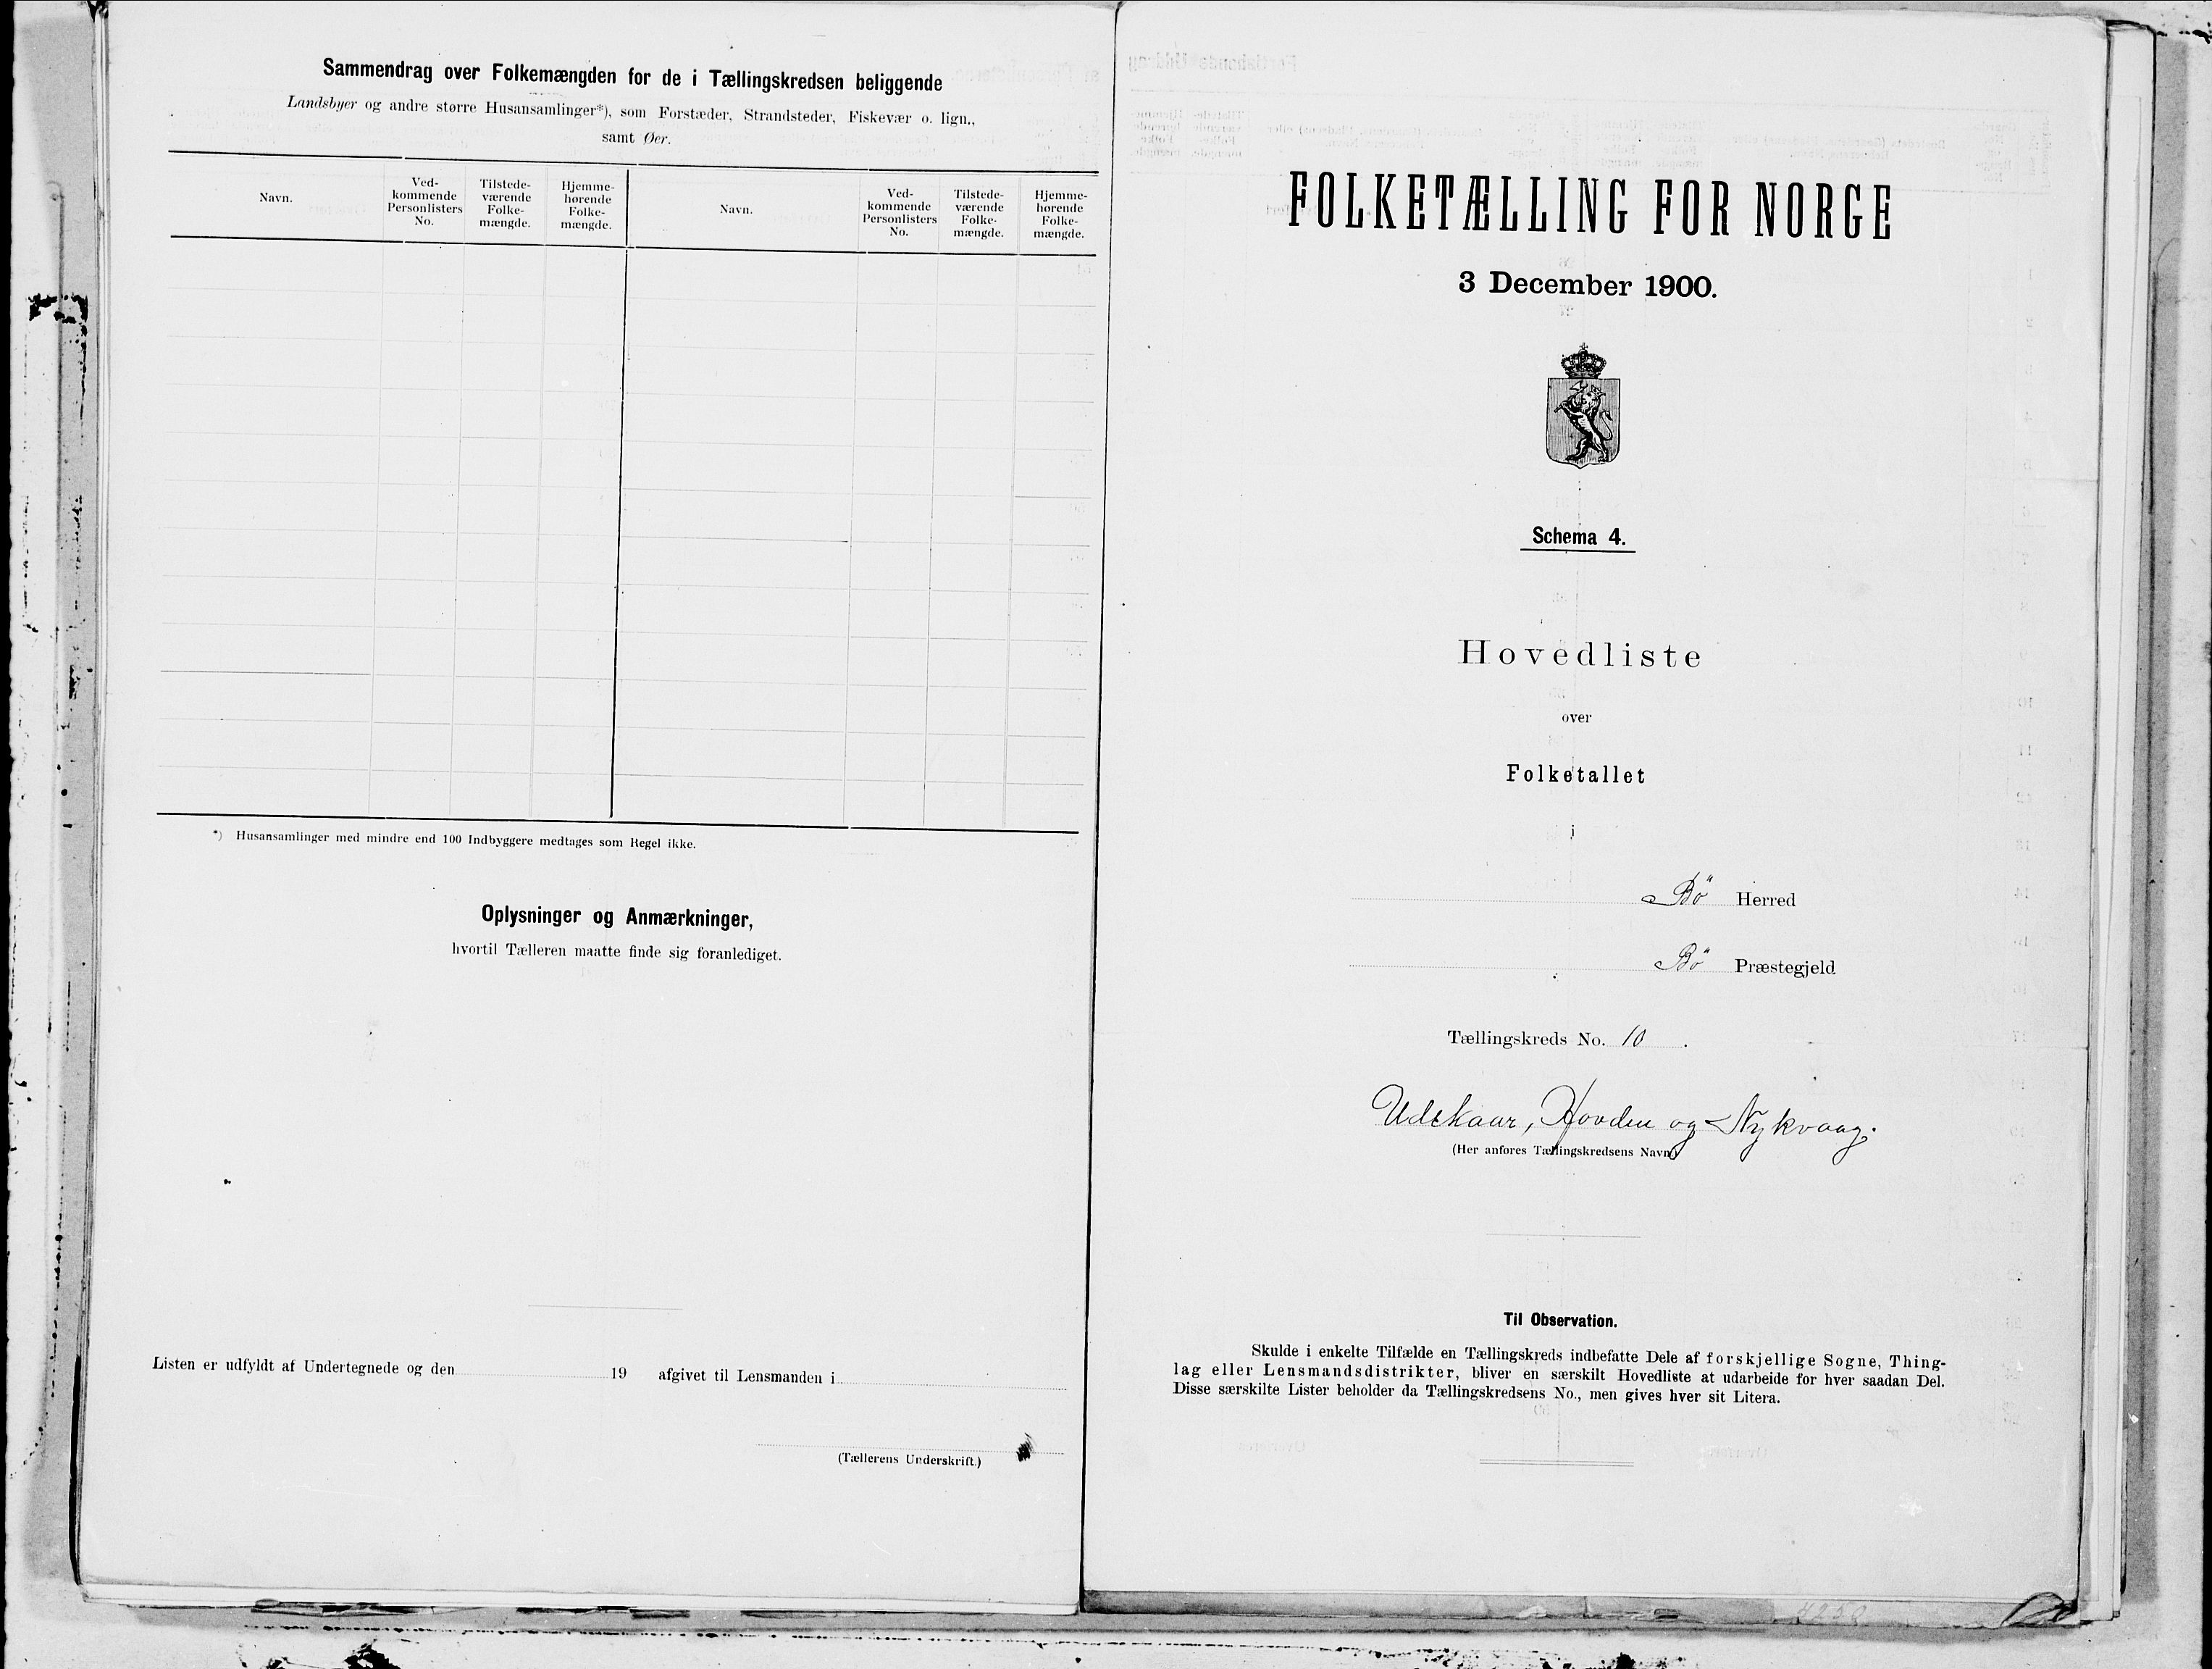 Sammendrag over Folkemængden for de i Tællingskredsen beliggende
Landsbyer og andre større Husansamlinger*), som Forstæder, Strandsteder, Fiskevær o. lign.,
samt Øer.
Navn.
Ved-
kommende
Personlisters
No.
Tilstede-
værende
Folke-
mængde.
Hjemme-
hørende
Folke-
mængde.
Navn.
Ved-
kommende
Personlisters
No.
Tilstede-
værende
Folke-
mængde.
Hjemme-
hørende
Folke-
mængde.
*) Husansamlinger med mindre end 100 Indbyggere medtages som Regel ikke.
Oplysninger og Anmærkninger,
hvortil Tælleren maatte finde sig foranlediget.
Listen er udfyldt af Undertegnede og den 19 afgivet til Lensmanden i
(Tællerens Underskrift.)
FOLKETÆLLING FOR NORGE
3 December 1900.
Schema 4.
Hovedliste
over
Folketallet
i
Bö Herred
Bö Præstegjeld
Tællingskreds No. 10.
Hovden og Nykvaag.
(Her anføres Tællingskredsens Navn.)
Til Observation.
Skulde i enkelte Tilfælde en Tællingskreds indbefatte Dele af forskjellige Sogne, Thing-
lag eller Lensmandsdistrikter, bliver en særskilt Hovedliste at udarbeide for hver saadan Del.
Disse særskilte Lister beholder da Tællingskredsens No., men gives hver sit Litera.